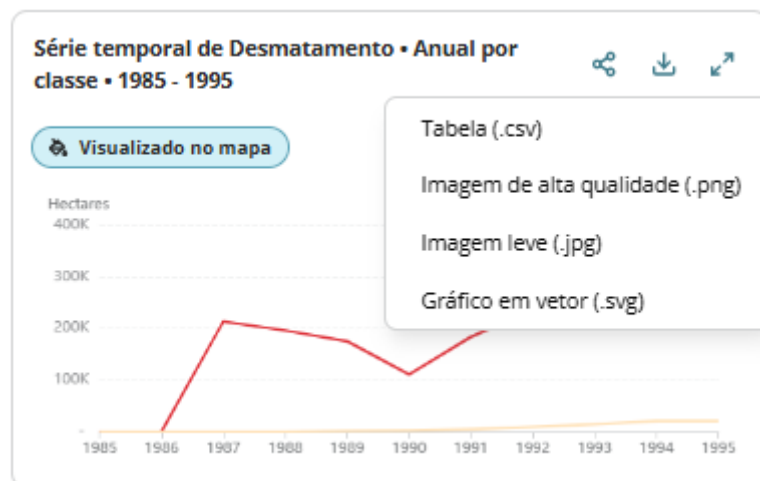 Série temporal de Desmatamento • Anual por
classe • 1985 - 1995
Visualizado no mapa
Tabela (.csv)
Imagem de alta qualidade (.png)
Imagem leve (.jpg)
Gráfico em vetor (.svg)
Hectares
400K
300K
200K
100K
-
1985 1986 1987 1988 1989 1990 1991 1992 1993 1994 1995